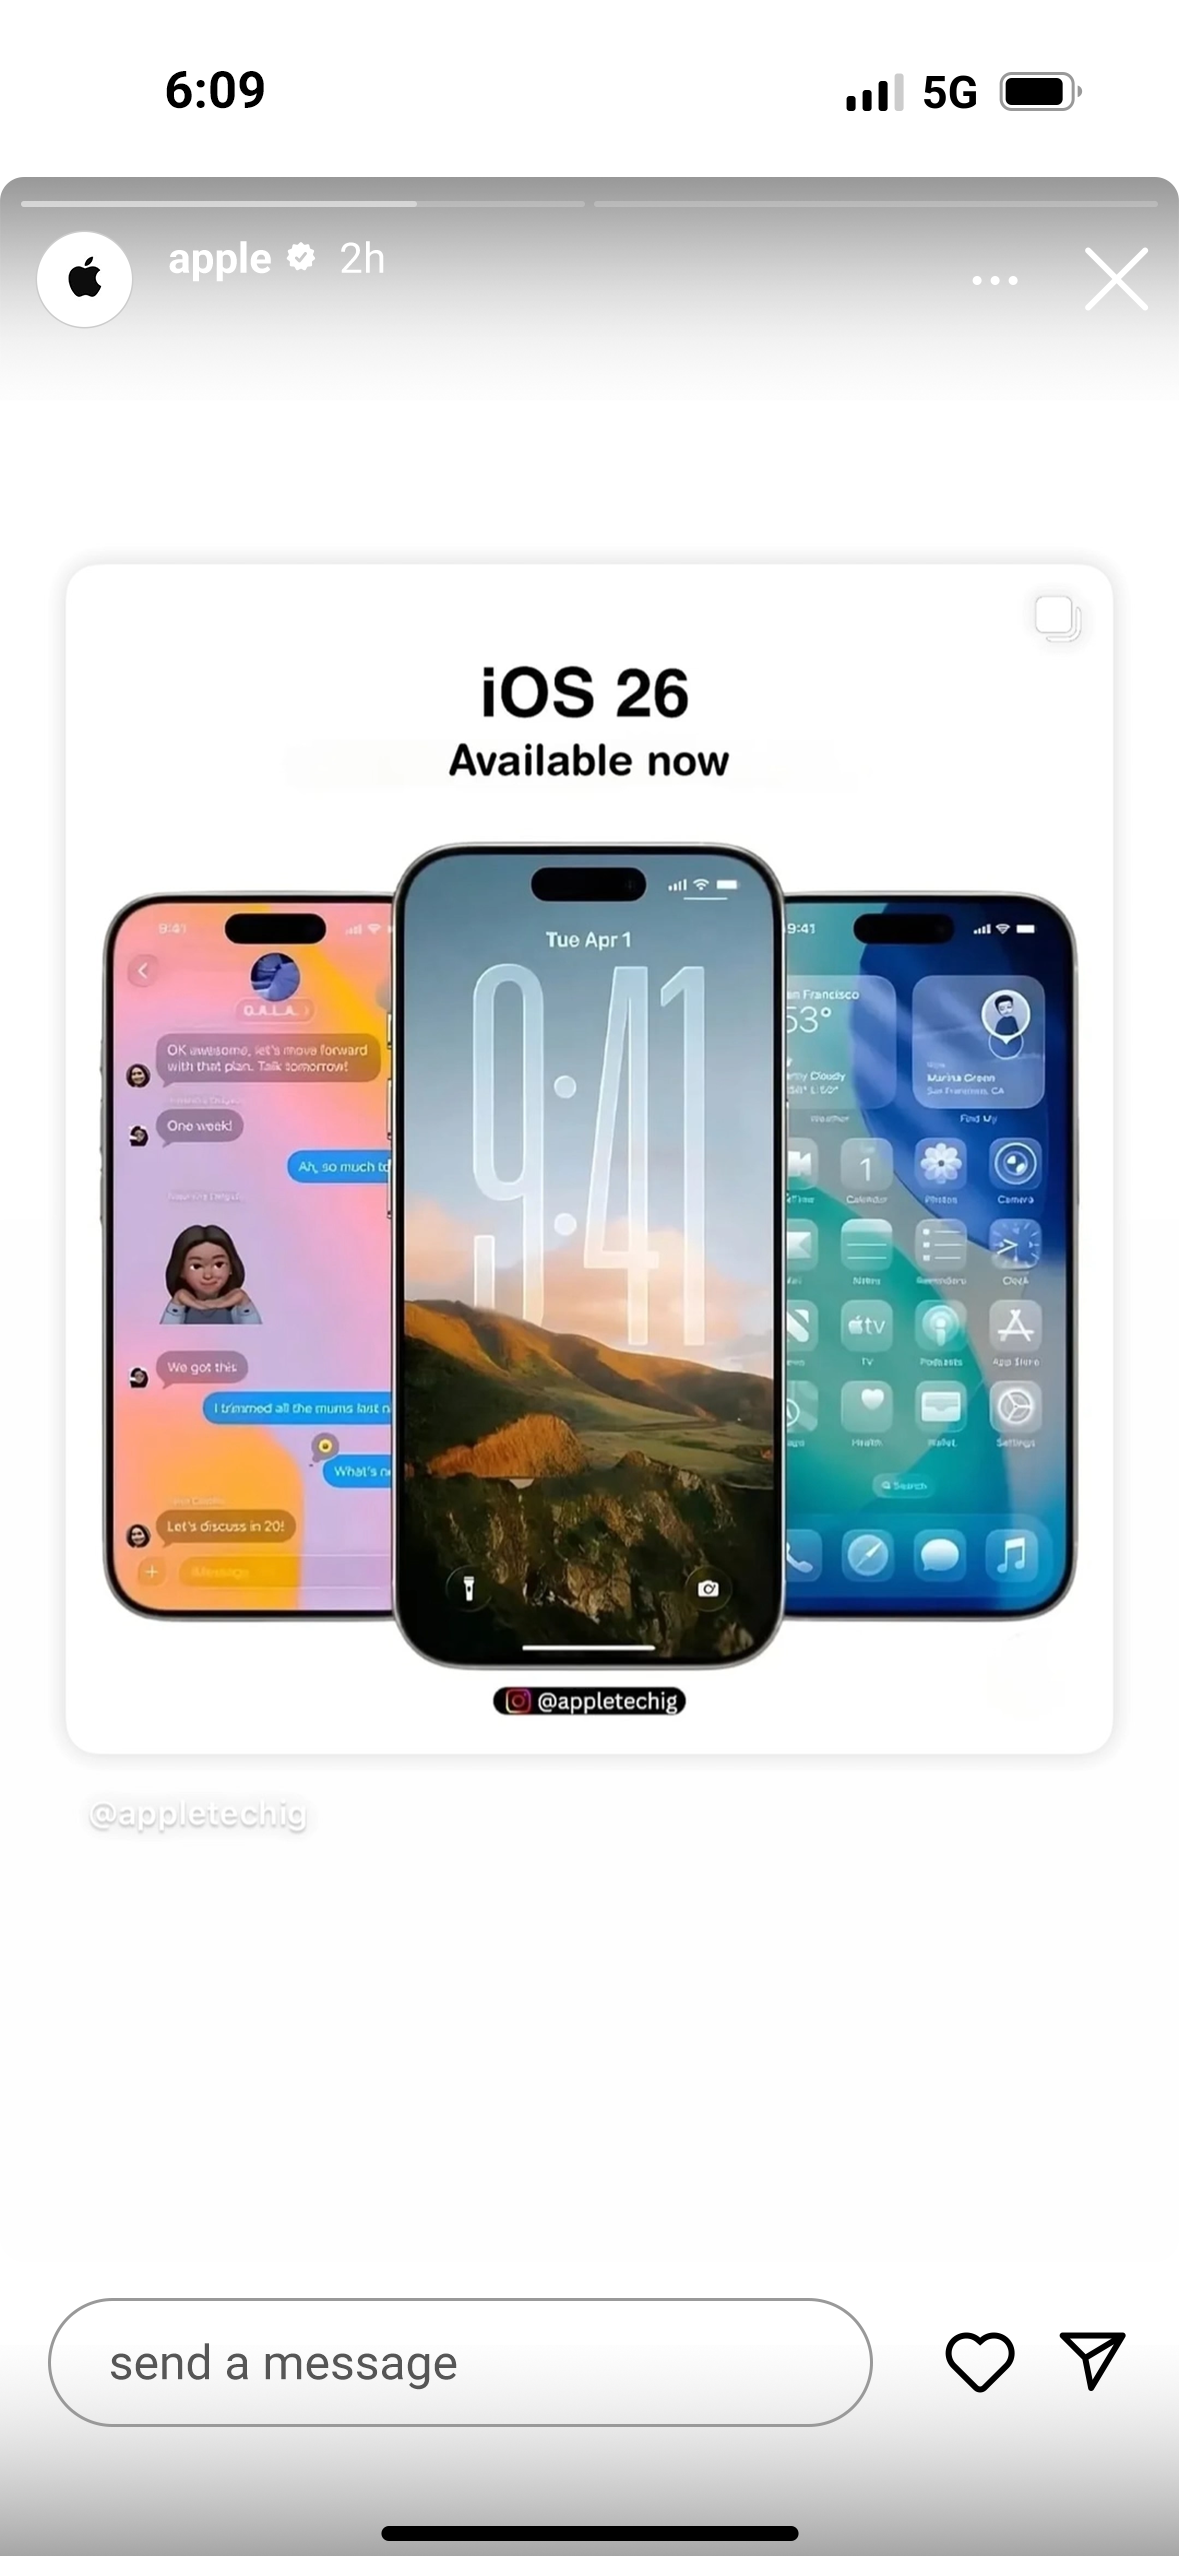 6:09
5G
apple 2h
iOS 26
Available now
9:41
OK awesome, let's move forward
with that plan. Talk tomorrow!
One week!
Ah, so much to
We got this
I trimmed all the mums last n
What's ne
Let's discuss in 20!
iMessage
Tue Apr 1
9:41
9:41
an Francisco
53°
Cloudy
Weather
Marina Green
San Francisco, CA
Find My
1
Calendar
Photos
Camera
Notes
Reminders
Clock
tv
TV
Podcasts
App Store
Health
Wallet
Settings
Search
@appletechig
@appletechig
send a message